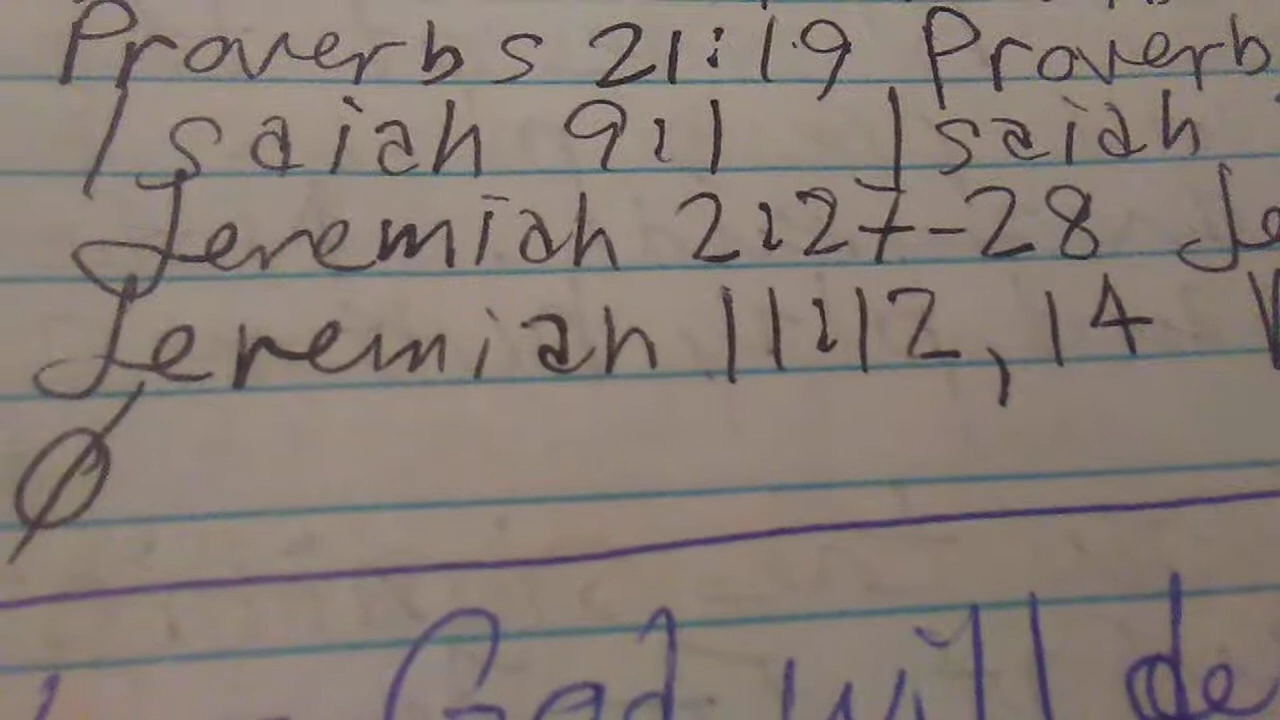 Proverbs 21:19 Proverb
Isaiah 9:1 Isaiah
Jeremiah 2:27-28 Je
Jeremiah 11:12, 14
Ø
God will de